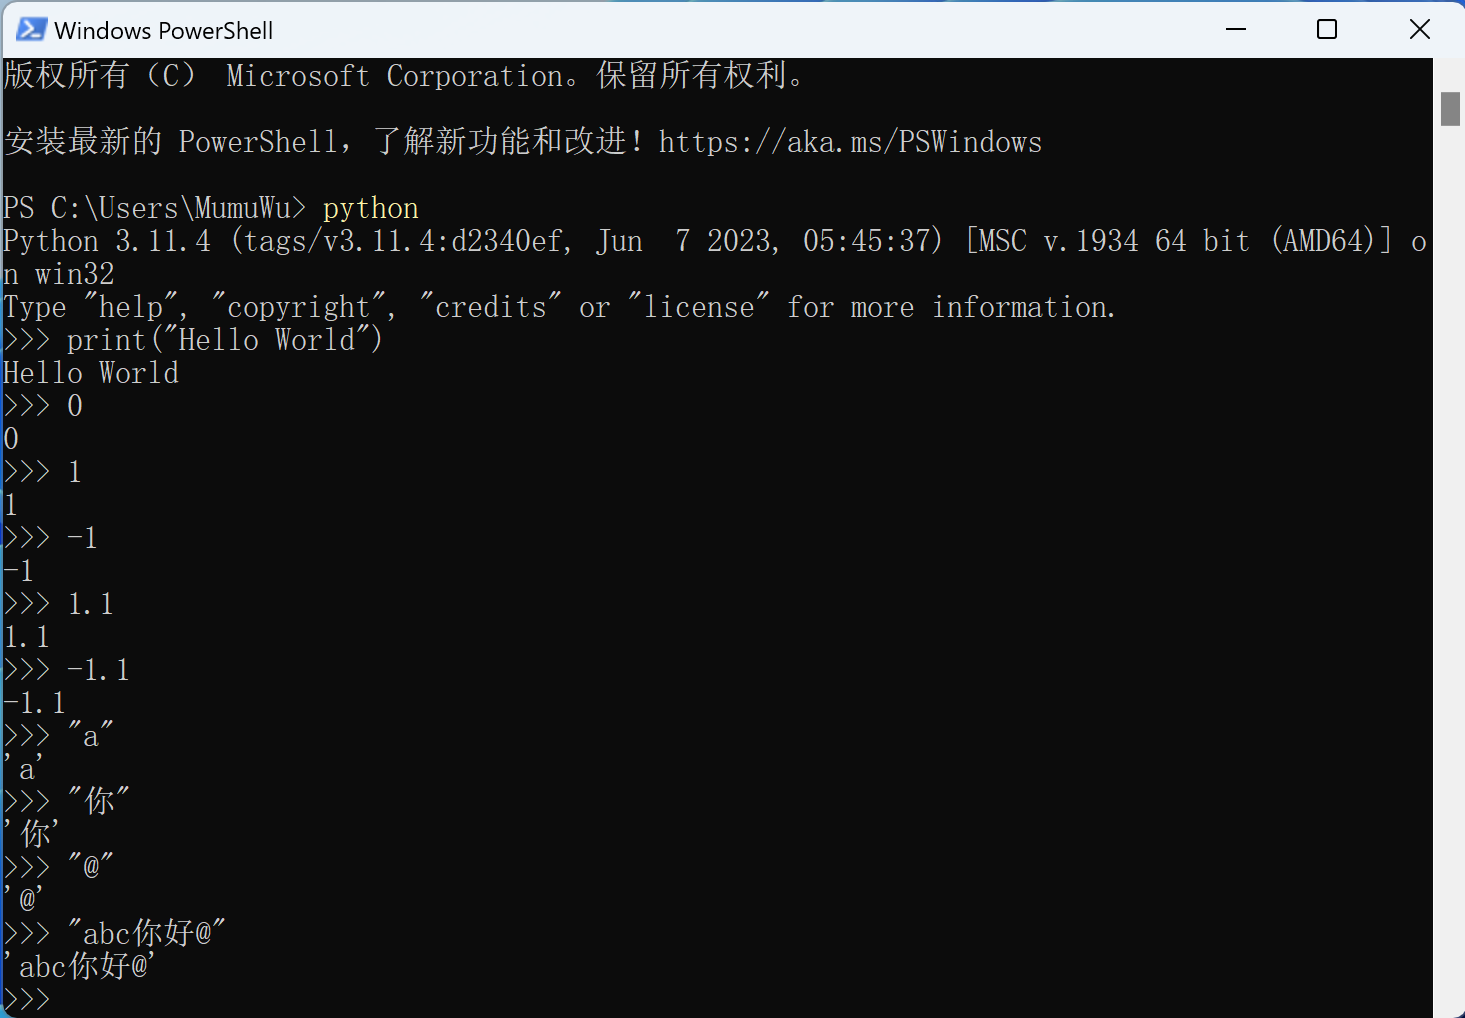 Windows PowerShell
版权所有（C） Microsoft Corporation。保留所有权利。
安装最新的 PowerShell，了解新功能和改进！https://aka.ms/PSWindows
PS C:\Users\MumuWu> python
Python 3.11.4 (tags/v3.11.4:d2340ef, Jun  7 2023, 05:45:37) [MSC v.1934 64 bit (AMD64)] o
n win32
Type "help", "copyright", "credits" or "license" for more information.
>>> print("Hello World")
Hello World
>>> 0
0
>>> 1
1
>>> -1
-1
>>> 1.1
1.1
>>> -1.1
-1.1
>>> "a"
'a'
>>> "你"
'你'
>>> "@"
'@'
>>> "abc你好@"
'abc你好@'
>>>